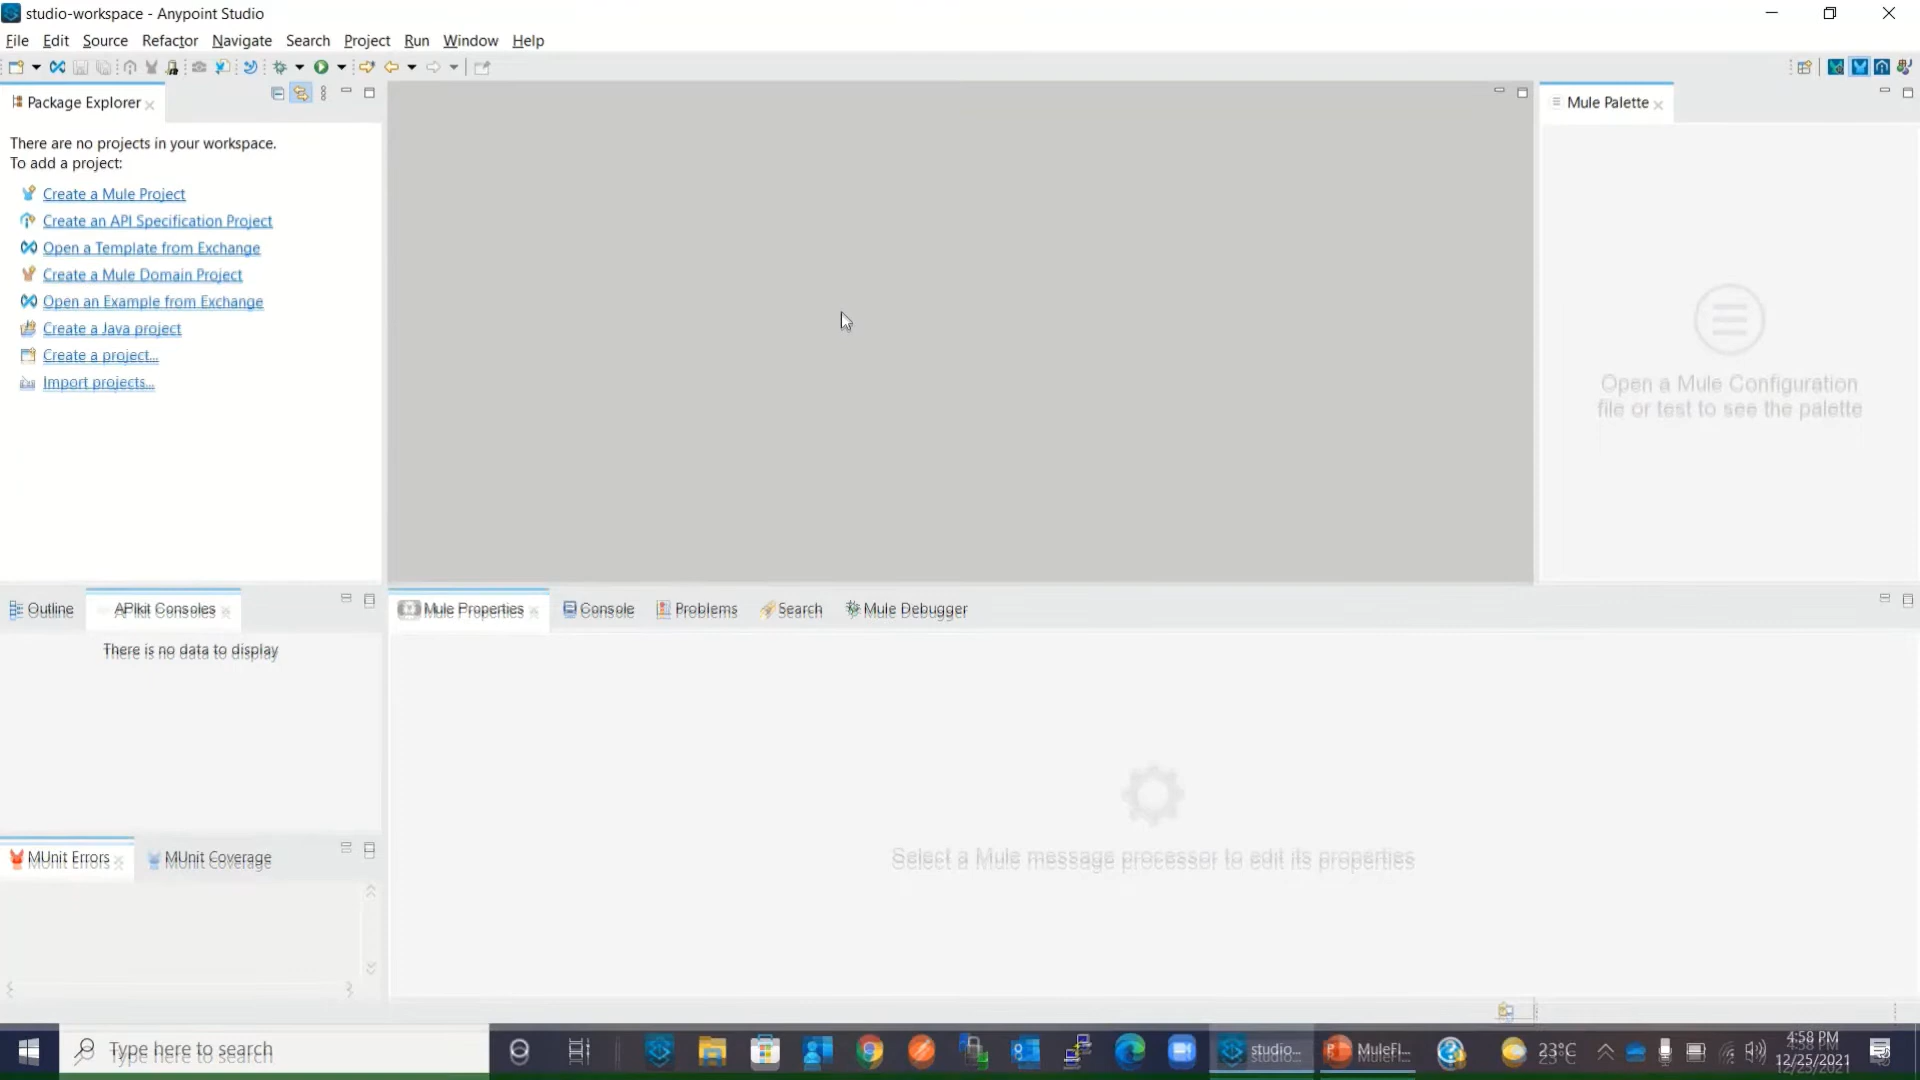 studio-workspace - Anypoint Studio
File Edit Source Refactor Navigate Search Project Run Window Help
Package Explorer
Mule Palette
There are no projects in your workspace.
To add a project:
Create a Mule Project
Create an API Specification Project
Open a Template from Exchange
Create a Mule Domain Project
Open an Example from Exchange
Create a Java project
Create a project...
Import projects...
Open a Mule Configuration
file or test to see the palette
Outline APIkit Consoles
There is no data to display
Mule Properties Console Problems Search Mule Debugger
Select a Mule message processor to edit its properties
MUnit Errors MUnit Coverage
Type here to search
studio...
MuleFl...
23°C
4:58 PM
12/25/2021